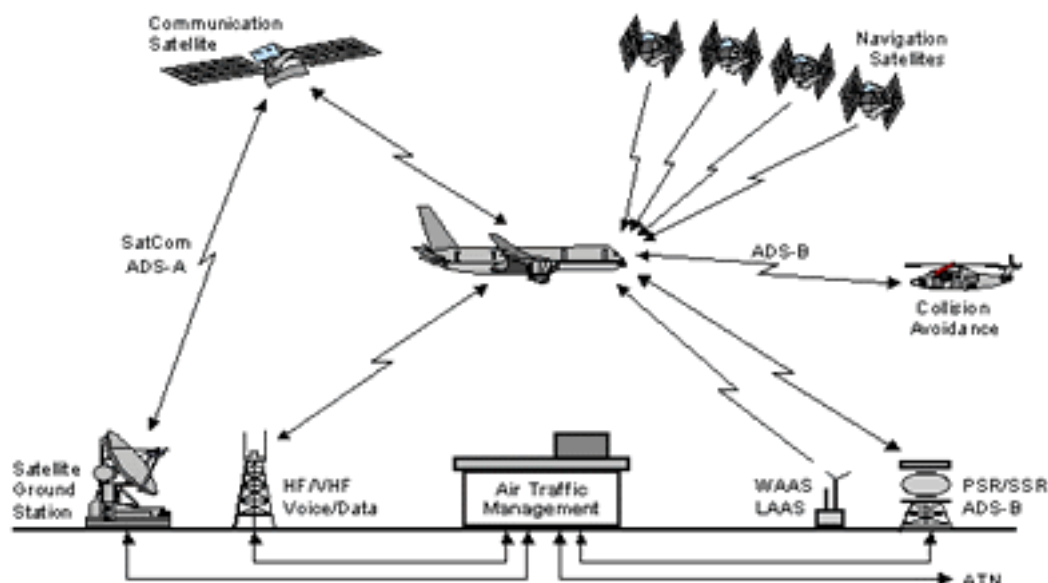 Communication
Satellite
Navigation
Satellites
SatCom
ADS-A
ADS-B
Collision
Avoidance
Satellite
Ground
Station
HF/VHF
Voice/Data
Air Traffic
Management
WAAS
LAAS
PSR/SSR
ADS-B
ATN